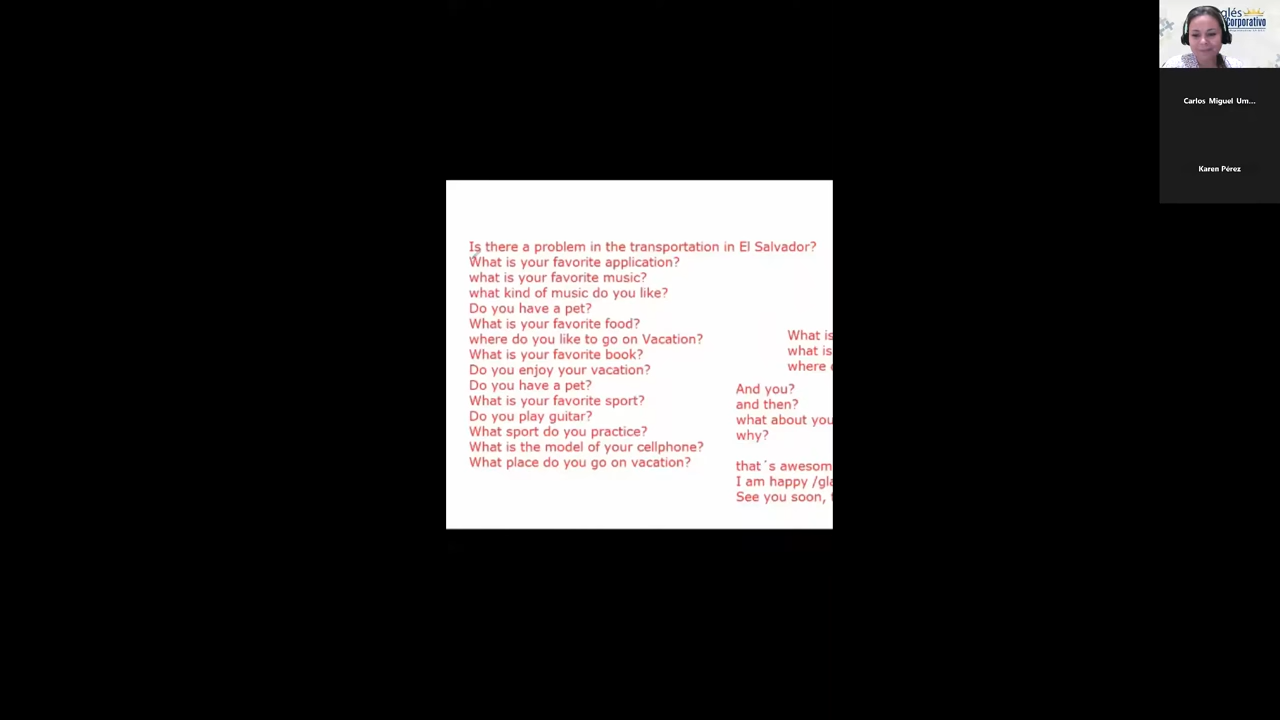 Is there a problem in the transportation in El Salvador?
What is your favorite application?
what is your favorite music?
what kind of music do you like?
Do you have a pet?
What is your favorite food?
where do you like to go on Vacation?
What is your favorite book?
Do you enjoy your vacation?
Do you have a pet?
What is your favorite sport?
Do you play guitar?
What sport do you practice?
What is the model of your cellphone?
What place do you go on vacation?
What is
what is
where
And you?
and then?
what about you
why?
that´s awesom
I am happy /gla
See you soon,
glés
Corporativo
Carlos Miguel Um...
Karen Pérez